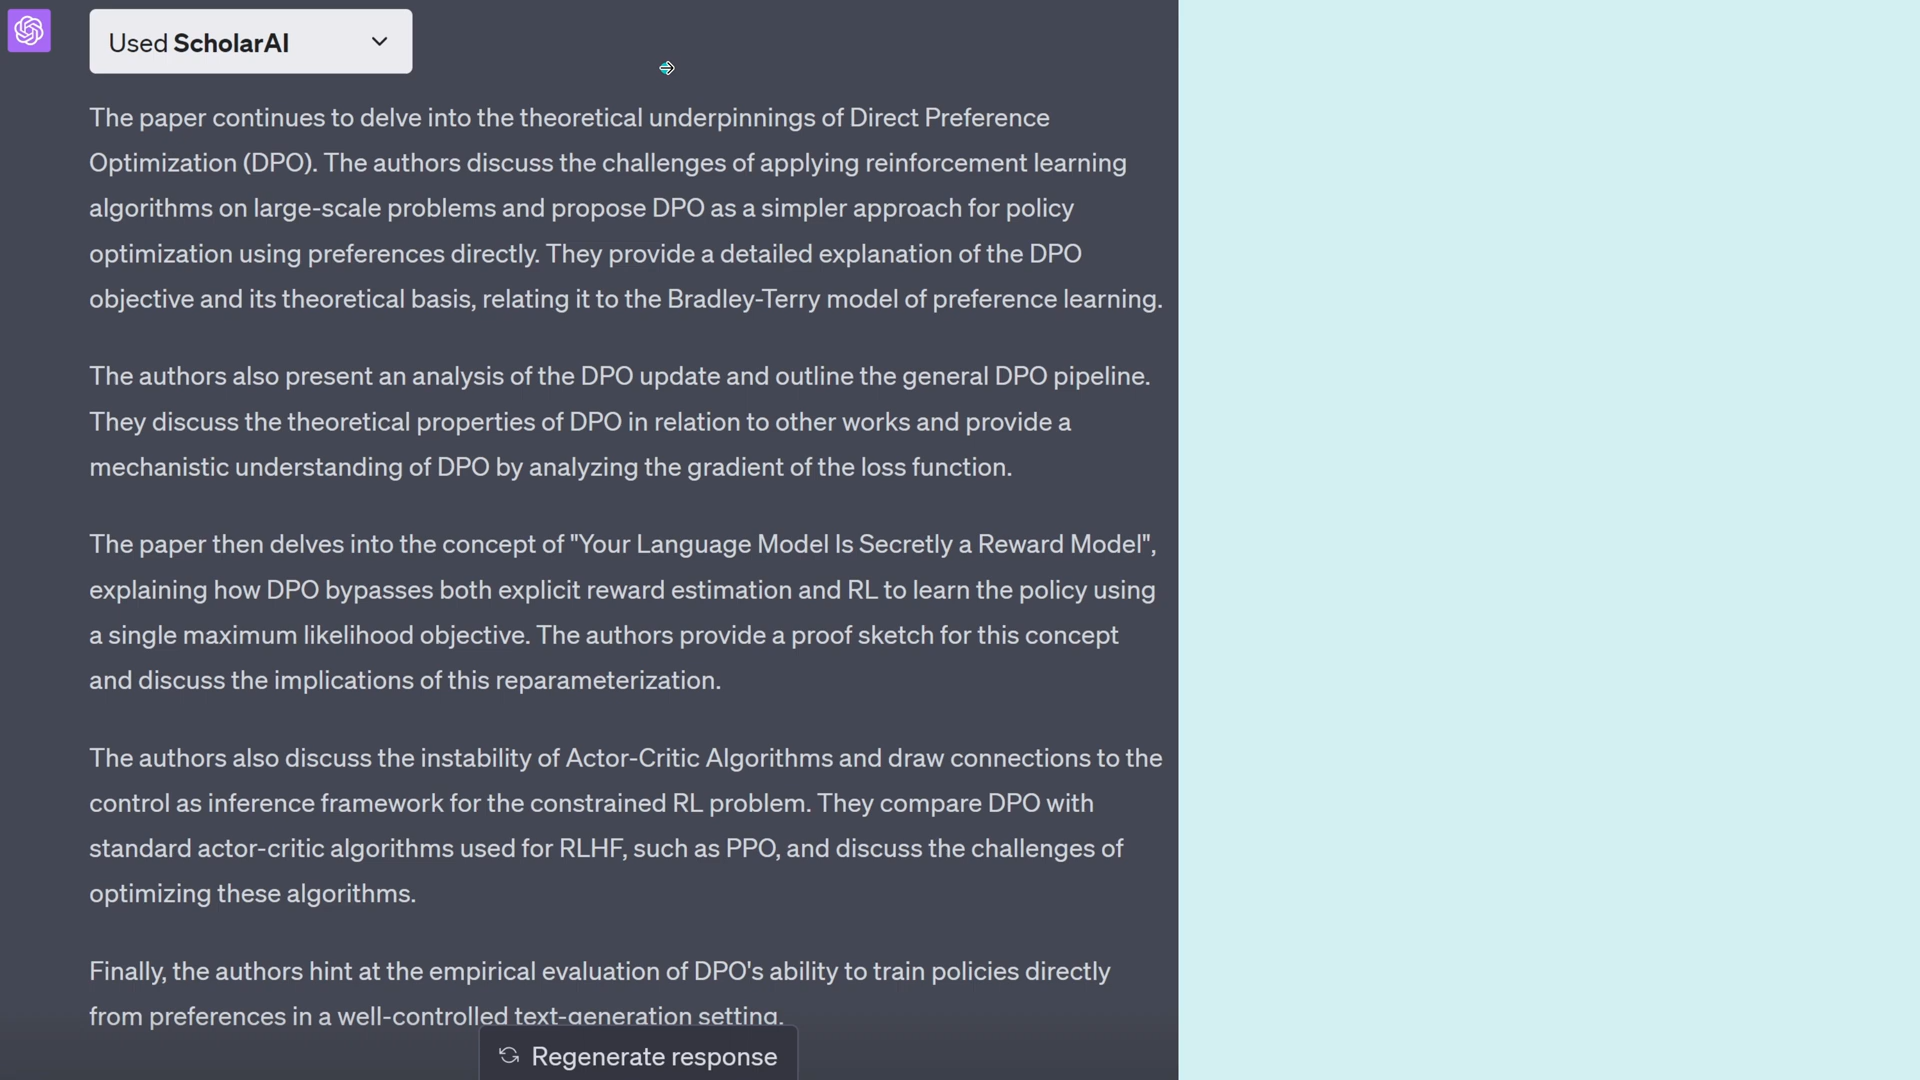 Used ScholarAI
The paper continues to delve into the theoretical underpinnings of Direct Preference
Optimization (DPO). The authors discuss the challenges of applying reinforcement learning
algorithms on large-scale problems and propose DPO as a simpler approach for policy
optimization using preferences directly. They provide a detailed explanation of the DPO
objective and its theoretical basis, relating it to the Bradley-Terry model of preference learning.
The authors also present an analysis of the DPO update and outline the general DPO pipeline.
They discuss the theoretical properties of DPO in relation to other works and provide a
mechanistic understanding of DPO by analyzing the gradient of the loss function.
The paper then delves into the concept of "Your Language Model Is Secretly a Reward Model",
explaining how DPO bypasses both explicit reward estimation and RL to learn the policy using
a single maximum likelihood objective. The authors provide a proof sketch for this concept
and discuss the implications of this reparameterization.
The authors also discuss the instability of Actor-Critic Algorithms and draw connections to the
control as inference framework for the constrained RL problem. They compare DPO with
standard actor-critic algorithms used for RLHF, such as PPO, and discuss the challenges of
optimizing these algorithms.
Finally, the authors hint at the empirical evaluation of DPO's ability to train policies directly
from preferences in a well-controlled text-generation setting.
Regenerate response